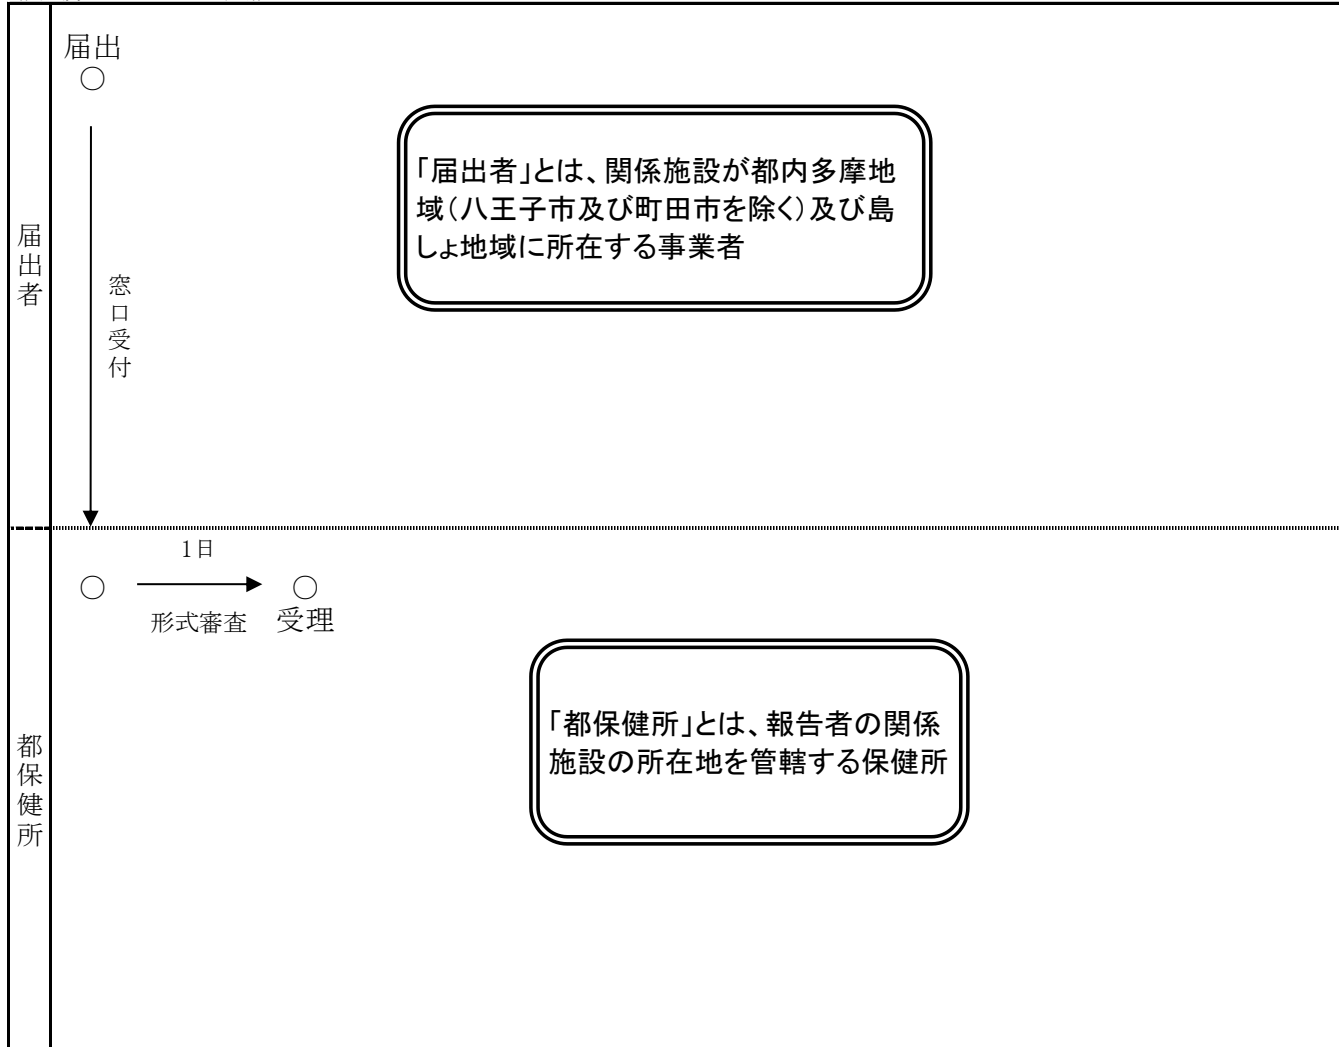 届出
○
「届出者」とは、関係施設が都内多摩地
域(八王子市及び町田市を除く)及び島
しょ地域に所在する事業者
届出者
窓口受付
1日
○
○
形式審査
受理
「都保健所」とは、報告者の関係
施設の所在地を管轄する保健所
都保健所